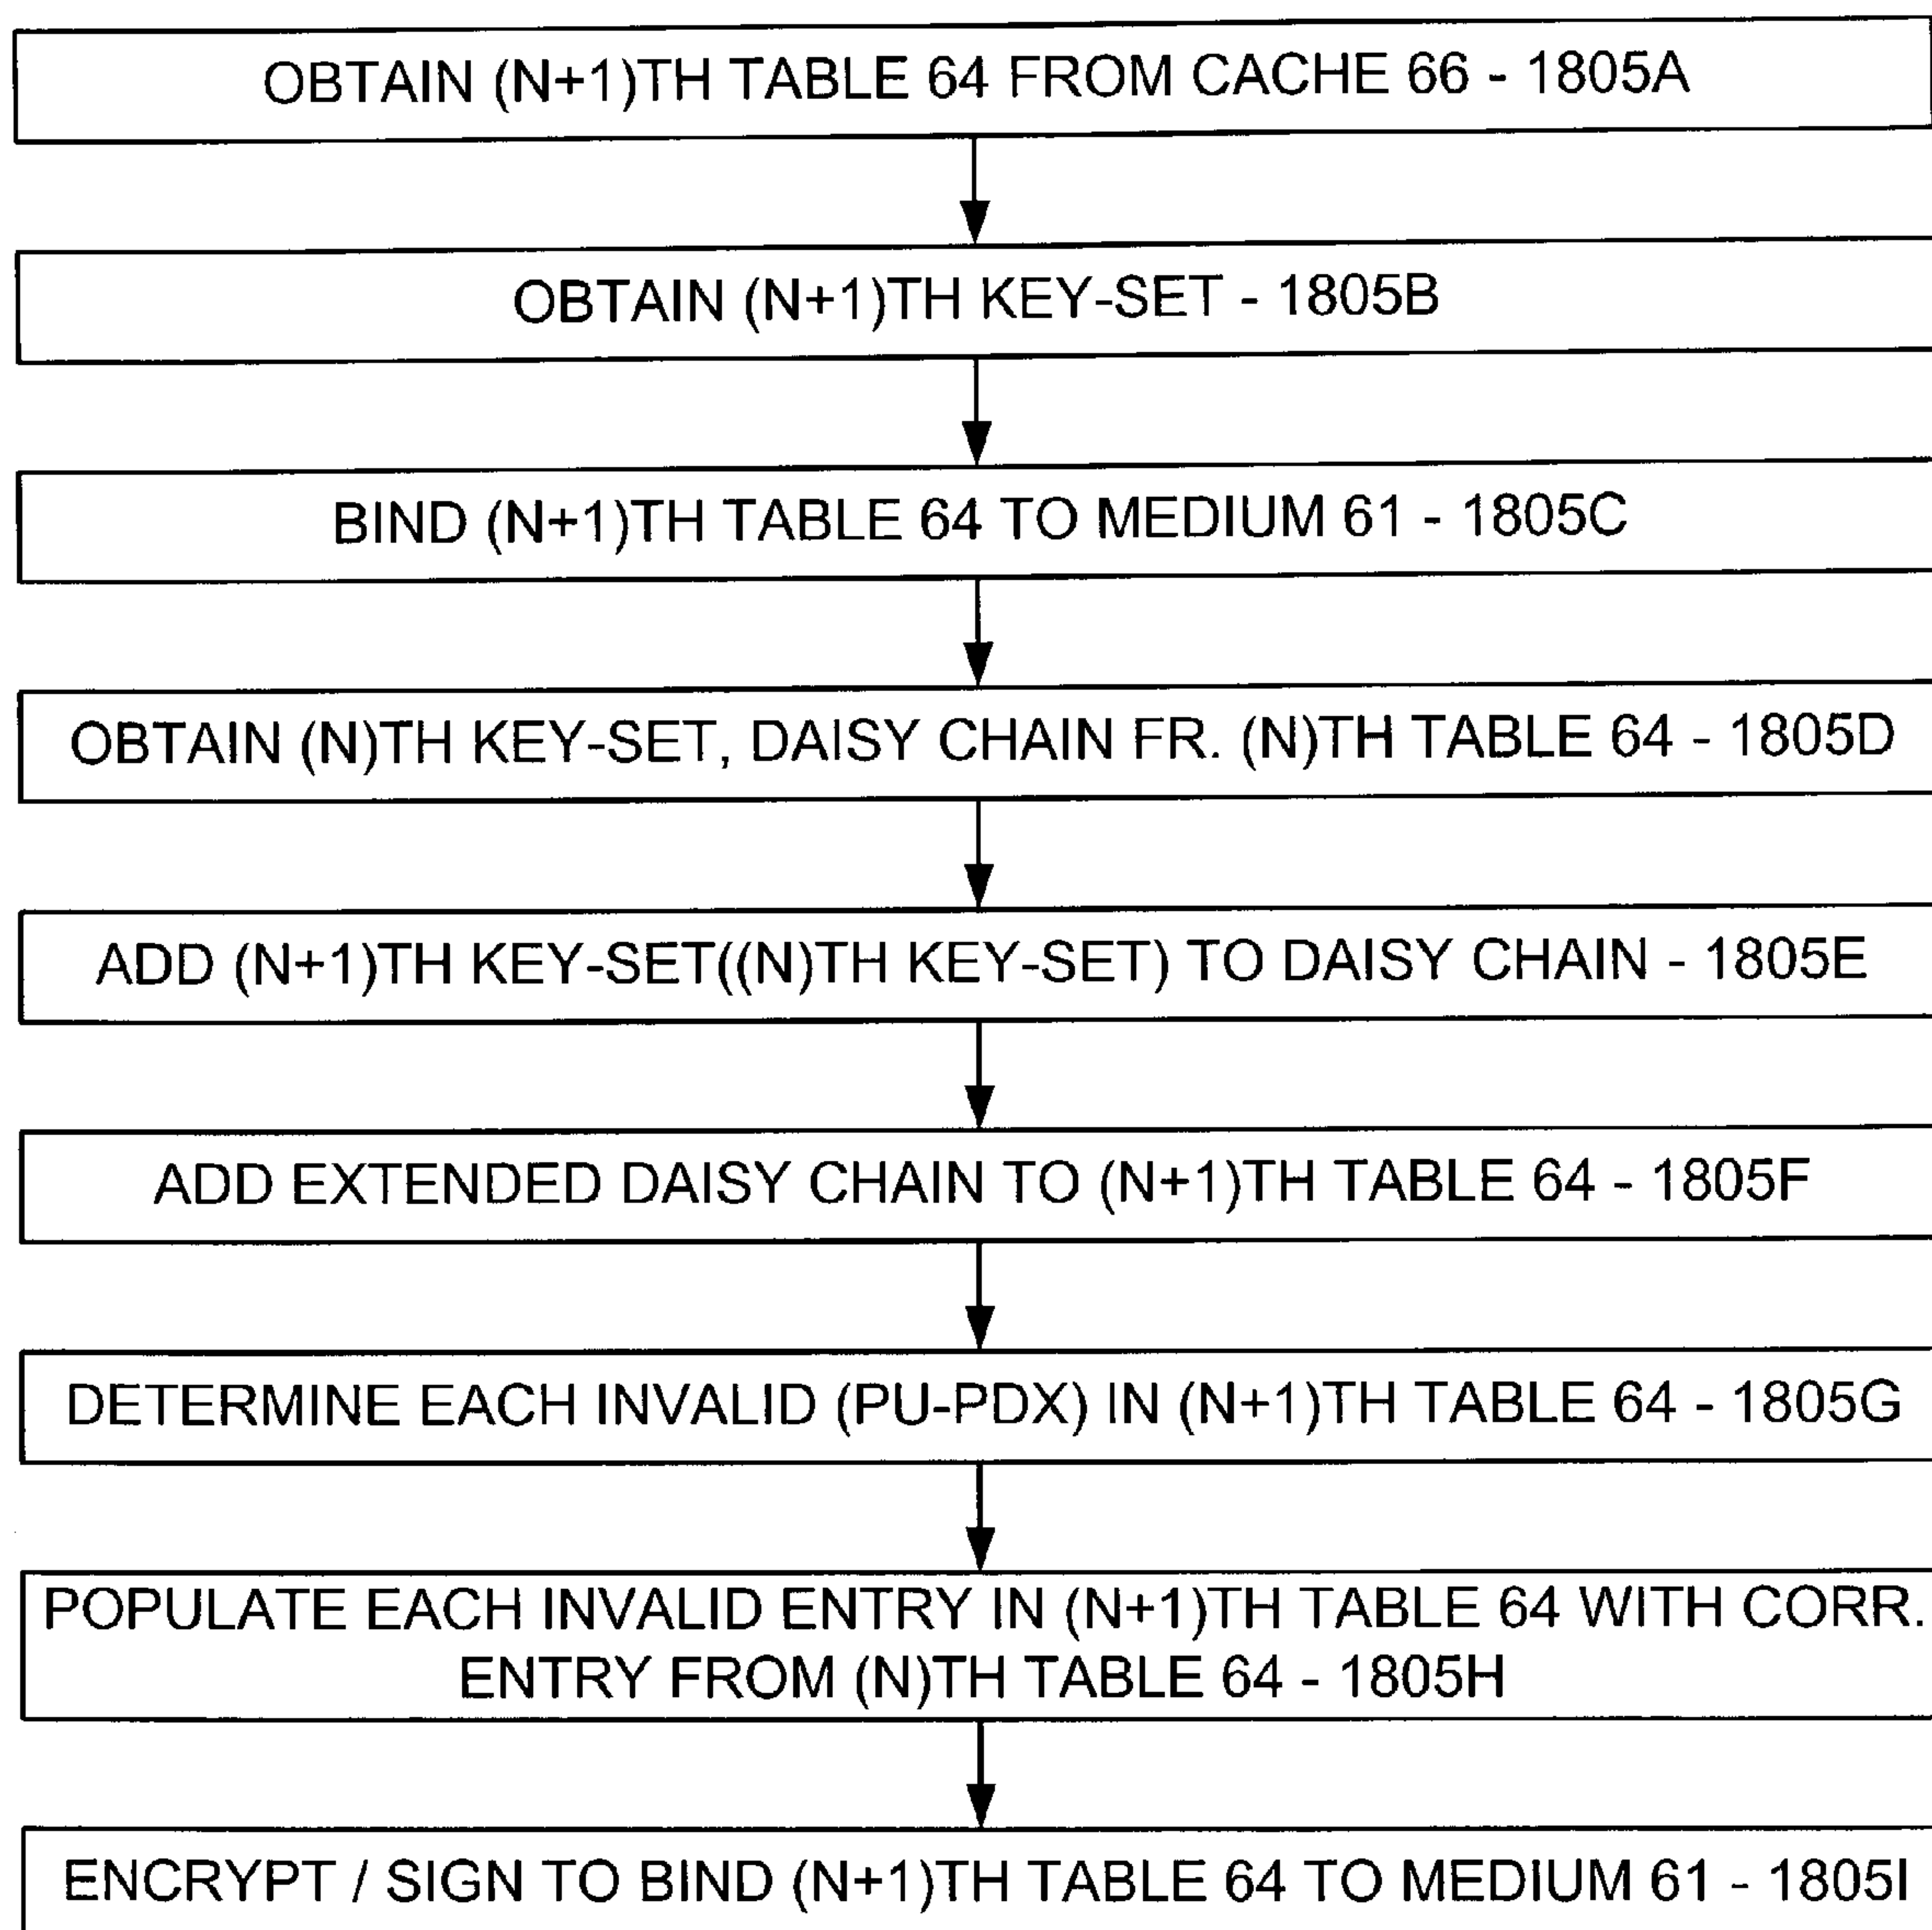 OBTAIN (N+1)TH TABLE 64 FROM CACHE 66 - 1805A
OBTAIN (N+1)TH KEY-SET - 1805B
BIND (N+1)TH TABLE 64 TO MEDIUM 61 - 1805C
OBTAIN (N)TH KEY-SET, DAISY CHAIN FR. (N)TH TABLE 64 - 1805D
ADD (N+1)TH KEY-SET((N)TH KEY-SET) TO DAISY CHAIN - 1805E
ADD EXTENDED DAISY CHAIN TO (N+1)TH TABLE 64 - 1805F
DETERMINE EACH INVALID (PU-PDX) IN (N+1)TH TABLE 64 - 1805G
POPULATE EACH INVALID ENTRY IN (N+1)TH TABLE 64 WITH CORR.
ENTRY FROM (N)TH TABLE 64 - 1805H
ENCRYPT / SIGN TO BIND (N+1)TH TABLE 64 TO MEDIUM 61 - 1805I